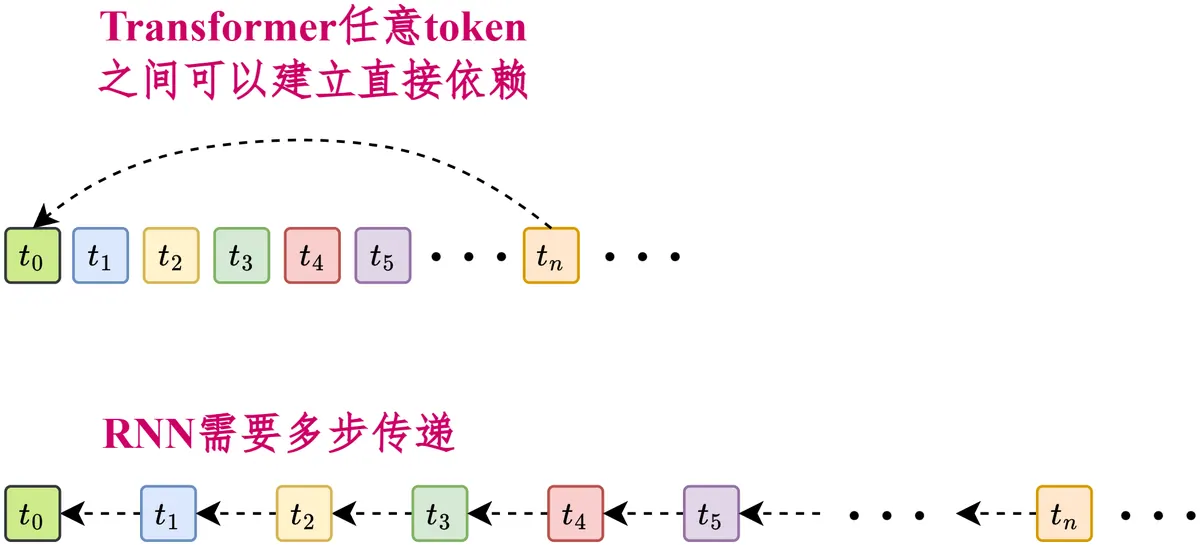 Transformer任意token
之间可以建立直接依赖
t₀ t₁ t₂ t₃ t₄ t₅ • • • tₙ • • •
RNN需要多步传递
t₀ t₁ t₂ t₃ t₄ t₅ • • • tₙ • • •